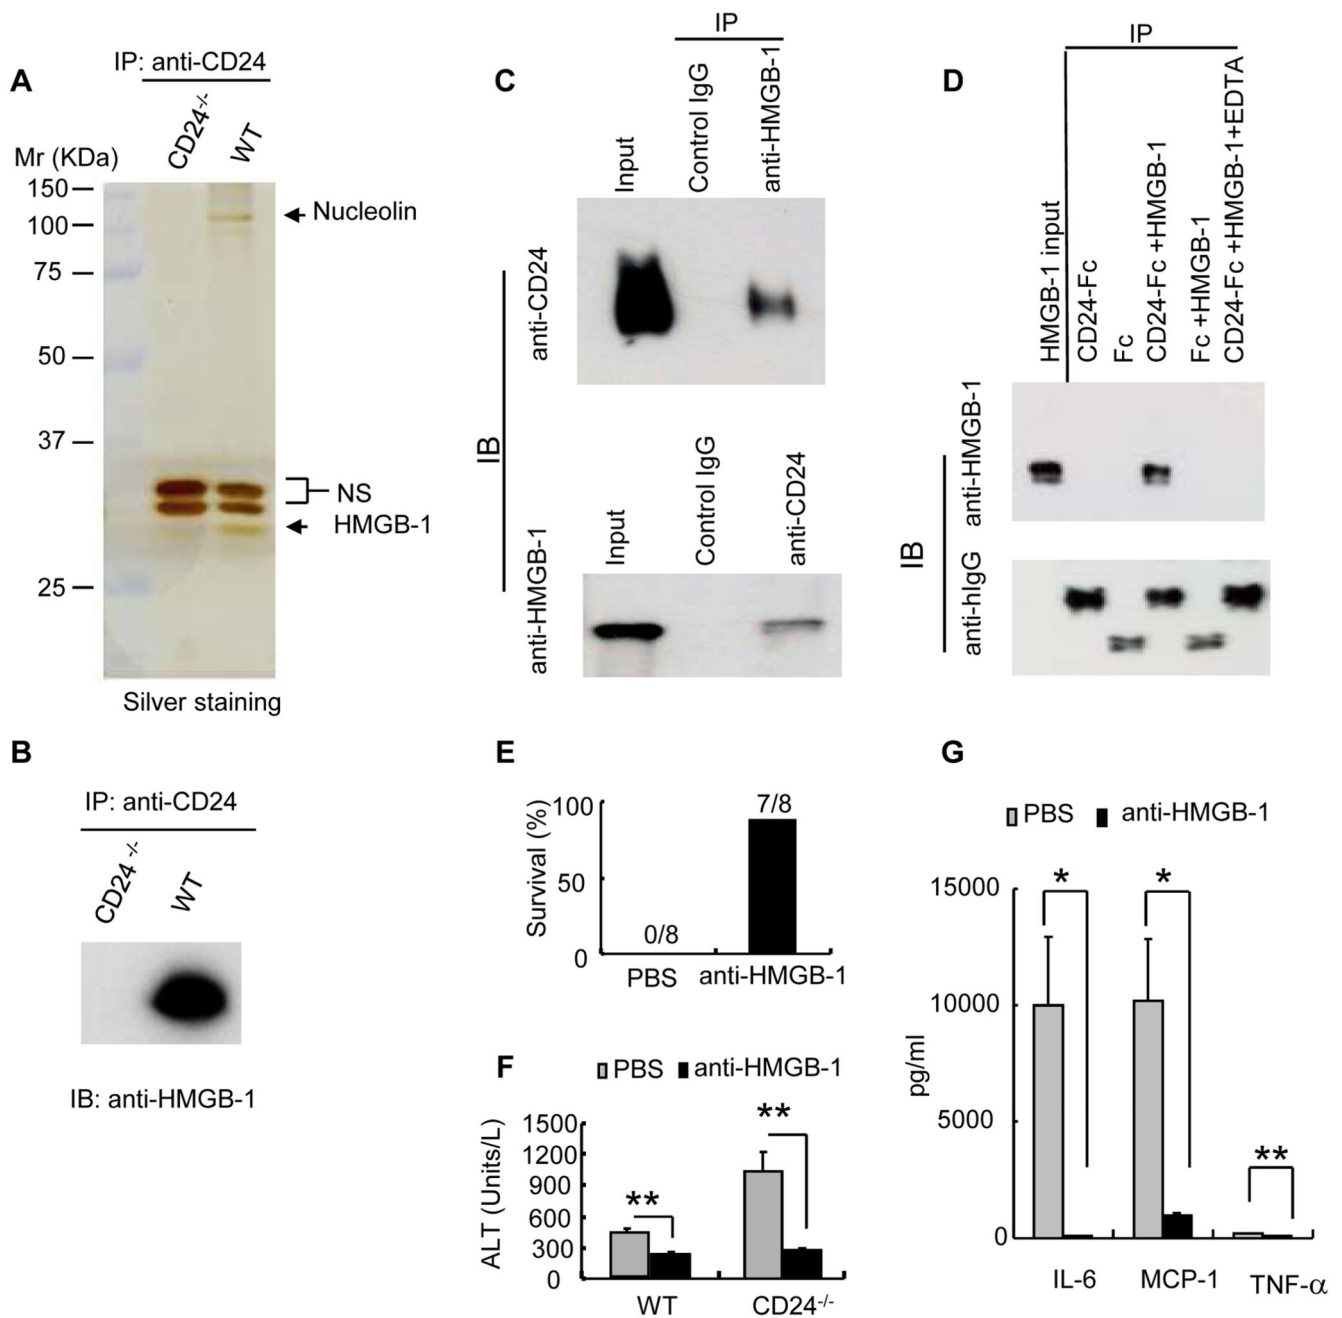 A
IP: anti-CD24
CD24-/-
WT
Mr (KDa)
150
100
75
50
37
25
Nucleolin
NS
HMGB-1
Silver staining
B
IP: anti-CD24
CD24 -/-
WT
IB: anti-HMGB-1
C
IP
Input
Control IgG
anti-HMGB-1
anti-CD24
IB
Input
Control IgG
anti-CD24
anti-HMGB-1
D
IP
HMGB-1 input
CD24-Fc
Fc
CD24-Fc +HMGB-1
Fc +HMGB-1
CD24-Fc +HMGB-1+EDTA
IB
anti-HMGB-1
anti-hIgG
E
Survival (%)
100
50
0
0/8
7/8
PBS
anti-HMGB-1
F
PBS
anti-HMGB-1
ALT (Units/L)
1500
1200
900
600
300
0
**
**
WT
CD24-/-
G
PBS
anti-HMGB-1
pg/ml
15000
10000
5000
0
*
*
**
IL-6
MCP-1
TNF-α